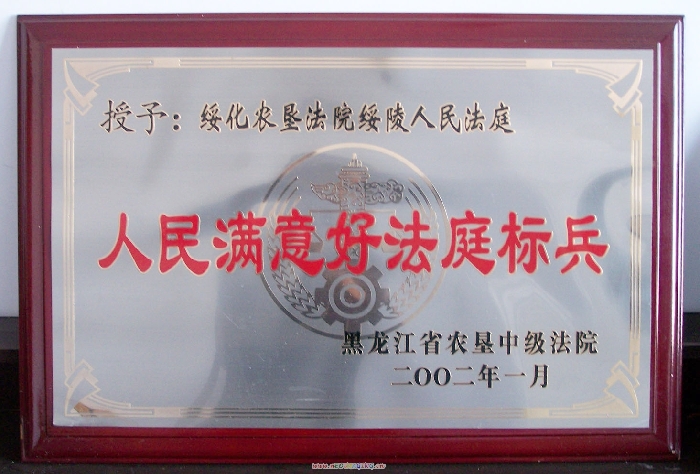 授予：绥化农垦法院绥陵人民法庭
人民满意好法庭标兵
黑龙江省农垦中级法院
二〇〇二年一月